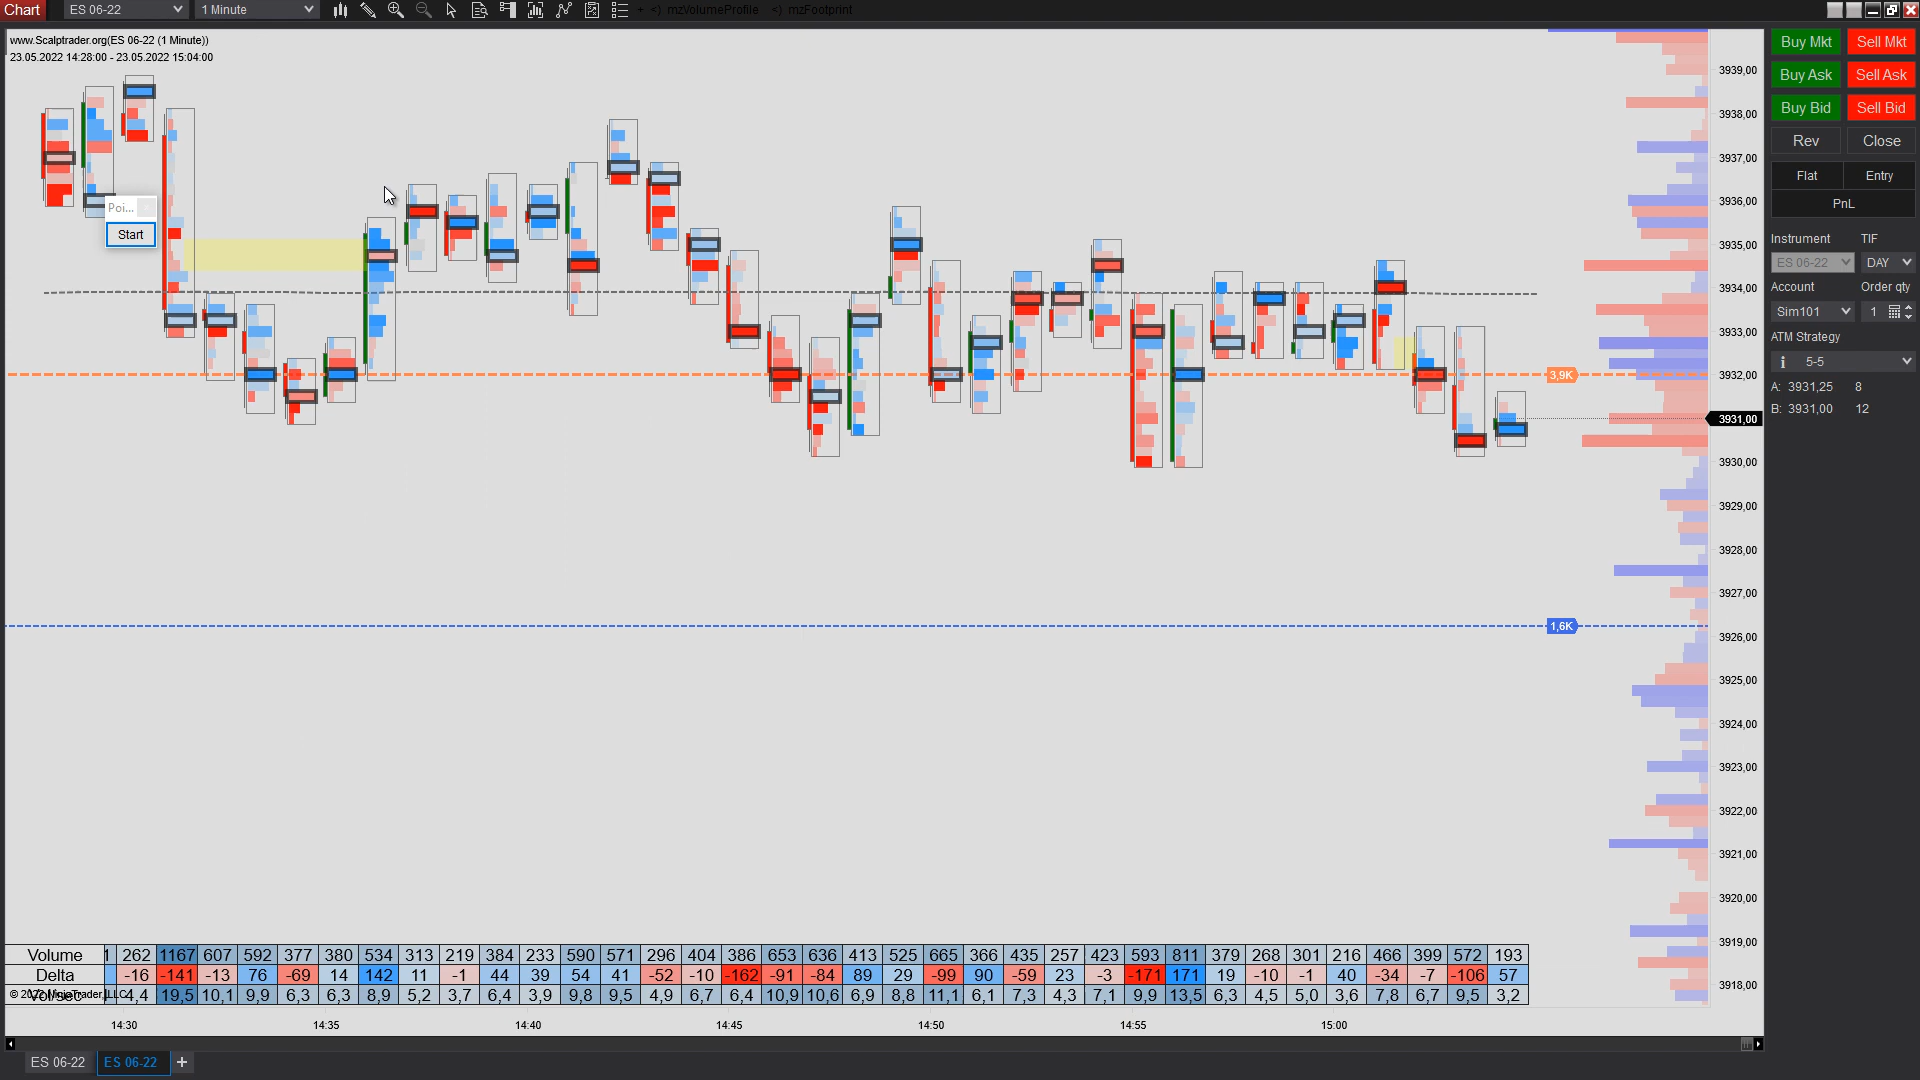 Chart ES 06-22 1 Minute + <> mzVolumeProfile <> mzFootprint
www.Scalptrader.org(ES 06-22 (1 Minute))
23.05.2022 14:28:00 - 23.05.2022 15:04:00
Poi...
Start
3,9K
1,6K
3939,00
3938,00
3937,00
3936,00
3935,00
3934,00
3933,00
3932,00
3931,00
3930,00
3929,00
3928,00
3927,00
3926,00
3925,00
3924,00
3923,00
3922,00
3921,00
3920,00
3919,00
3918,00
Buy Mkt Sell Mkt
Buy Ask Sell Ask
Buy Bid Sell Bid
Rev Close
Flat Entry
PnL
Instrument TIF
ES 06-22 DAY
Account Order qty
Sim101 1
ATM Strategy
i 5-5
A: 3931,25 8
B: 3931,00 12
Volume 1 262 1167 607 592 377 380 534 313 219 384 233 590 571 296 404 386 653 636 413 525 665 366 435 257 423 593 811 379 268 301 216 466 399 572 193
Delta -16 -141 -13 76 -69 14 142 11 -1 44 39 54 41 -52 -10 -162 -91 -84 89 29 -99 90 -59 23 -3 -171 171 19 -10 -1 40 -34 -7 -106 57
Vol/sec 4,4 19,5 10,1 9,9 6,3 6,3 8,9 5,2 3,7 6,4 3,9 9,8 9,5 4,9 6,7 6,4 10,9 10,6 6,9 8,8 11,1 6,1 7,3 4,3 7,1 9,9 13,5 6,3 4,5 5,0 3,6 7,8 6,7 9,5 3,2
NinjaTrader, LLC
14:30 14:35 14:40 14:45 14:50 14:55 15:00
ES 06-22 ES 06-22 +